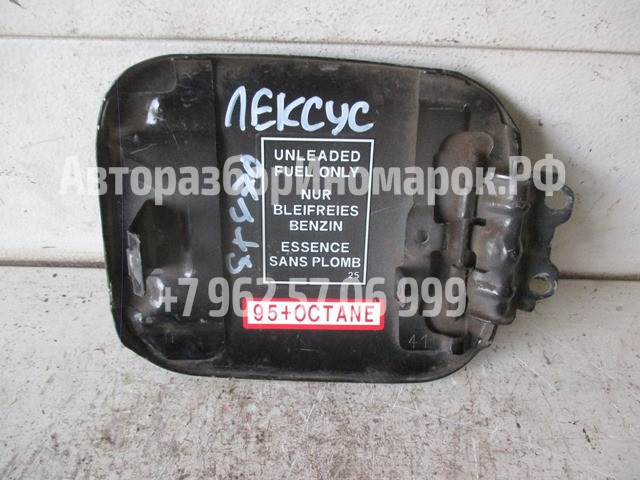 ЛЕКСУС
UNLEADED
FUEL ONLY
NUR
BLEIFREIES
BENZIN
ESSENCE
SANS PLOMB
25
95+OCTANE
41
АвторазборИномарок.РФ
+7 962 57 06 999